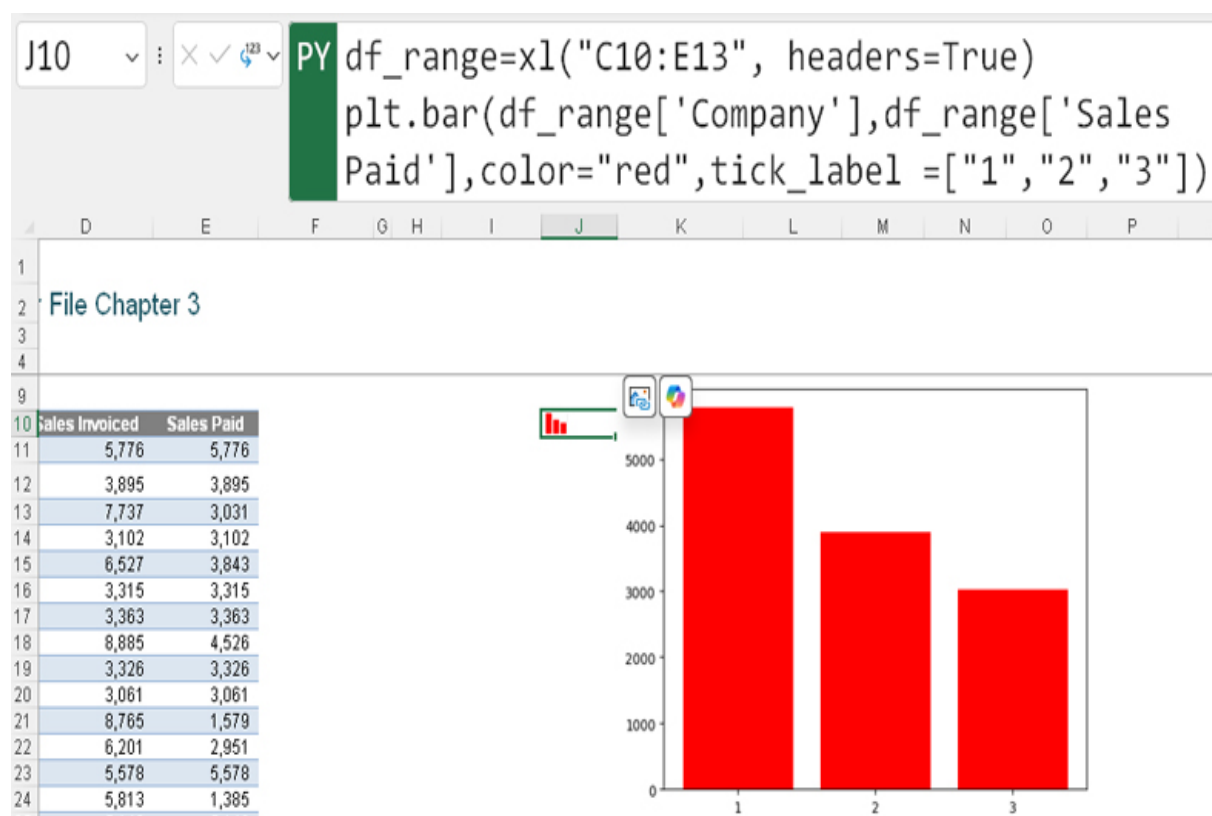 J10
PY
df_range=xl("C10:E13", headers=True)
plt.bar(df_range['Company'],df_range['Sales
Paid'],color="red",tick_label =["1","2","3"])
D E F G H I J K L M N O P
1
2 File Chapter 3
3
4
9
10 Sales Invoiced Sales Paid
11 5,776 5,776
12 3,895 3,895
13 7,737 3,031
14 3,102 3,102
15 6,527 3,843
16 3,315 3,315
17 3,363 3,363
18 8,885 4,526
19 3,326 3,326
20 3,061 3,061
21 8,765 1,579
22 6,201 2,951
23 5,578 5,578
24 5,813 1,385
5000
4000
3000
2000
1000
0
1 2 3